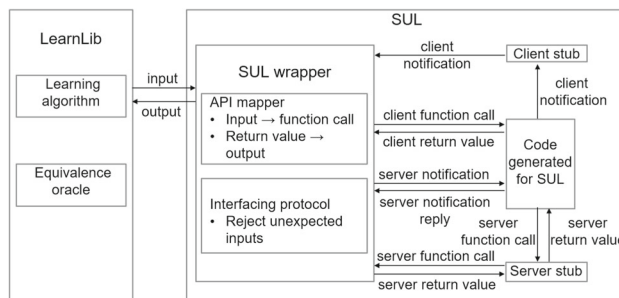 LearnLib
Learning
algorithm
Equivalence
oracle
input
output
SUL
SUL wrapper
API mapper
• Input → function call
• Return value →
output
Interfacing protocol
• Reject unexpected
inputs
client
notification
Client stub
client
notification
client function call
client return value
Code
generated
for SUL
server notification
server notification
reply
server
function call
server
return value
server function call
server return value
Server stub